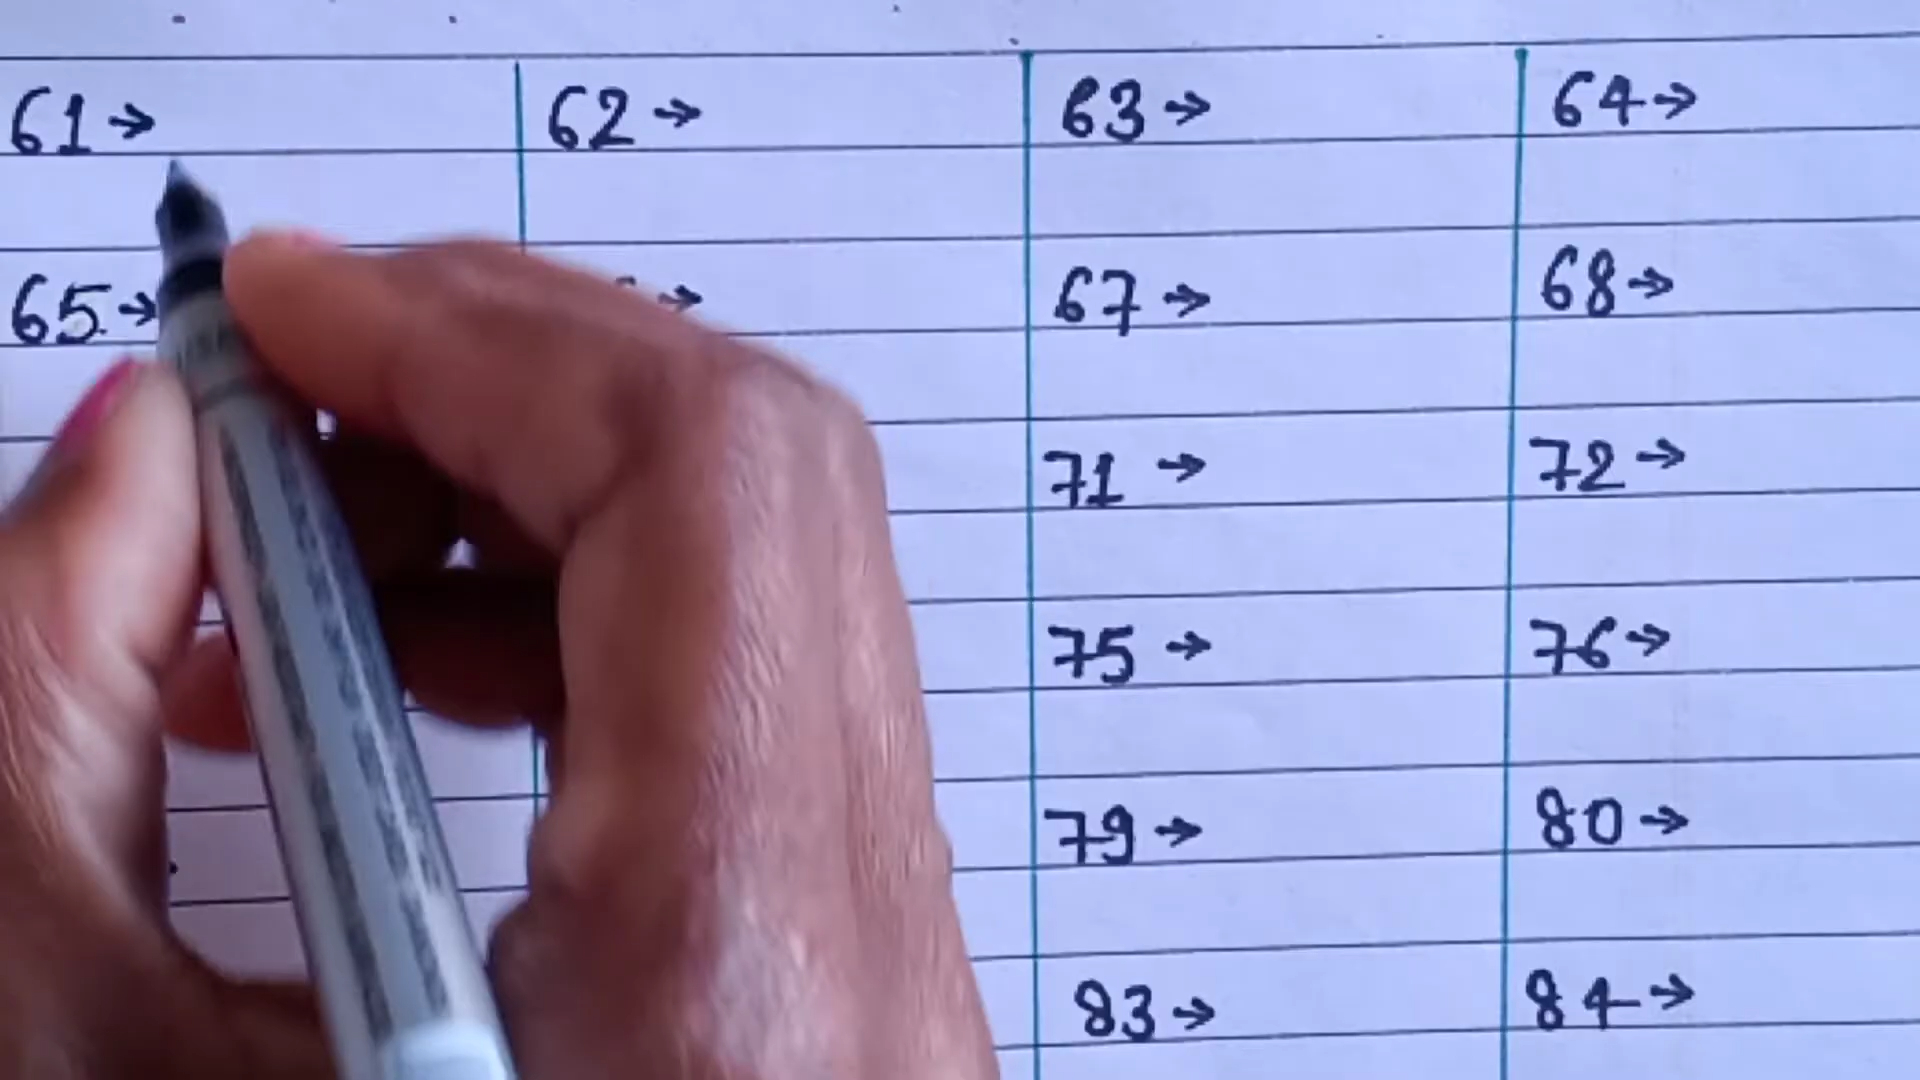 61→ 62→ 63→ 64→
65→ → 67→ 68→
71→ 72→
75→ 76→
79→ 80→
83→ 84→